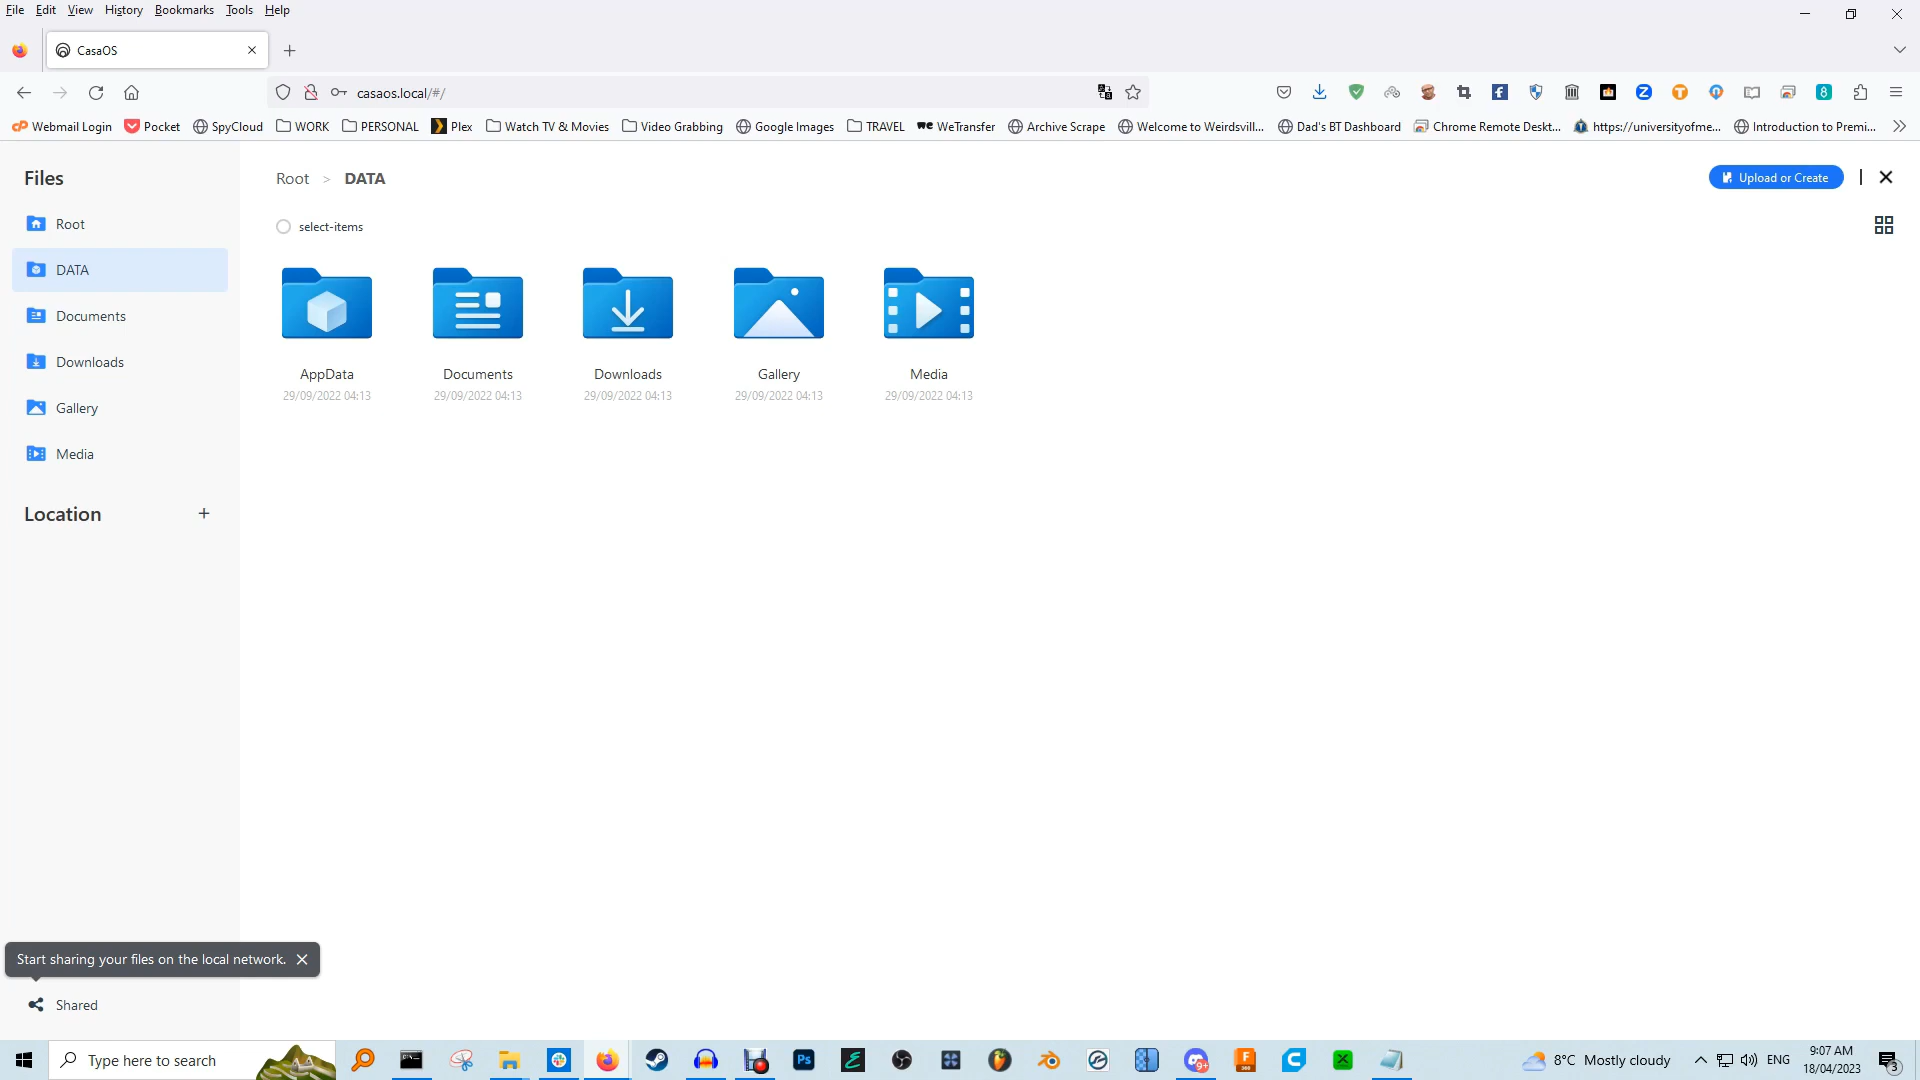 File Edit View History Bookmarks Tools Help
CasaOS
casaos.local/#/
Webmail Login Pocket SpyCloud WORK PERSONAL Plex Watch TV & Movies Video Grabbing Google Images TRAVEL WeTransfer Archive Scrape Welcome to Weirdsvill... Dad's BT Dashboard Chrome Remote Deskt... https://universityofme... Introduction to Premi...
Files
Root > DATA
Upload or Create
Root
select-items
DATA
Documents
Downloads
Gallery
Media
AppData Documents Downloads Gallery Media
29/09/2022 04:13 29/09/2022 04:13 29/09/2022 04:13 29/09/2022 04:13 29/09/2022 04:13
Location +
Start sharing your files on the local network.
Shared
Type here to search
8°C Mostly cloudy
ENG
9:07 AM
18/04/2023
3